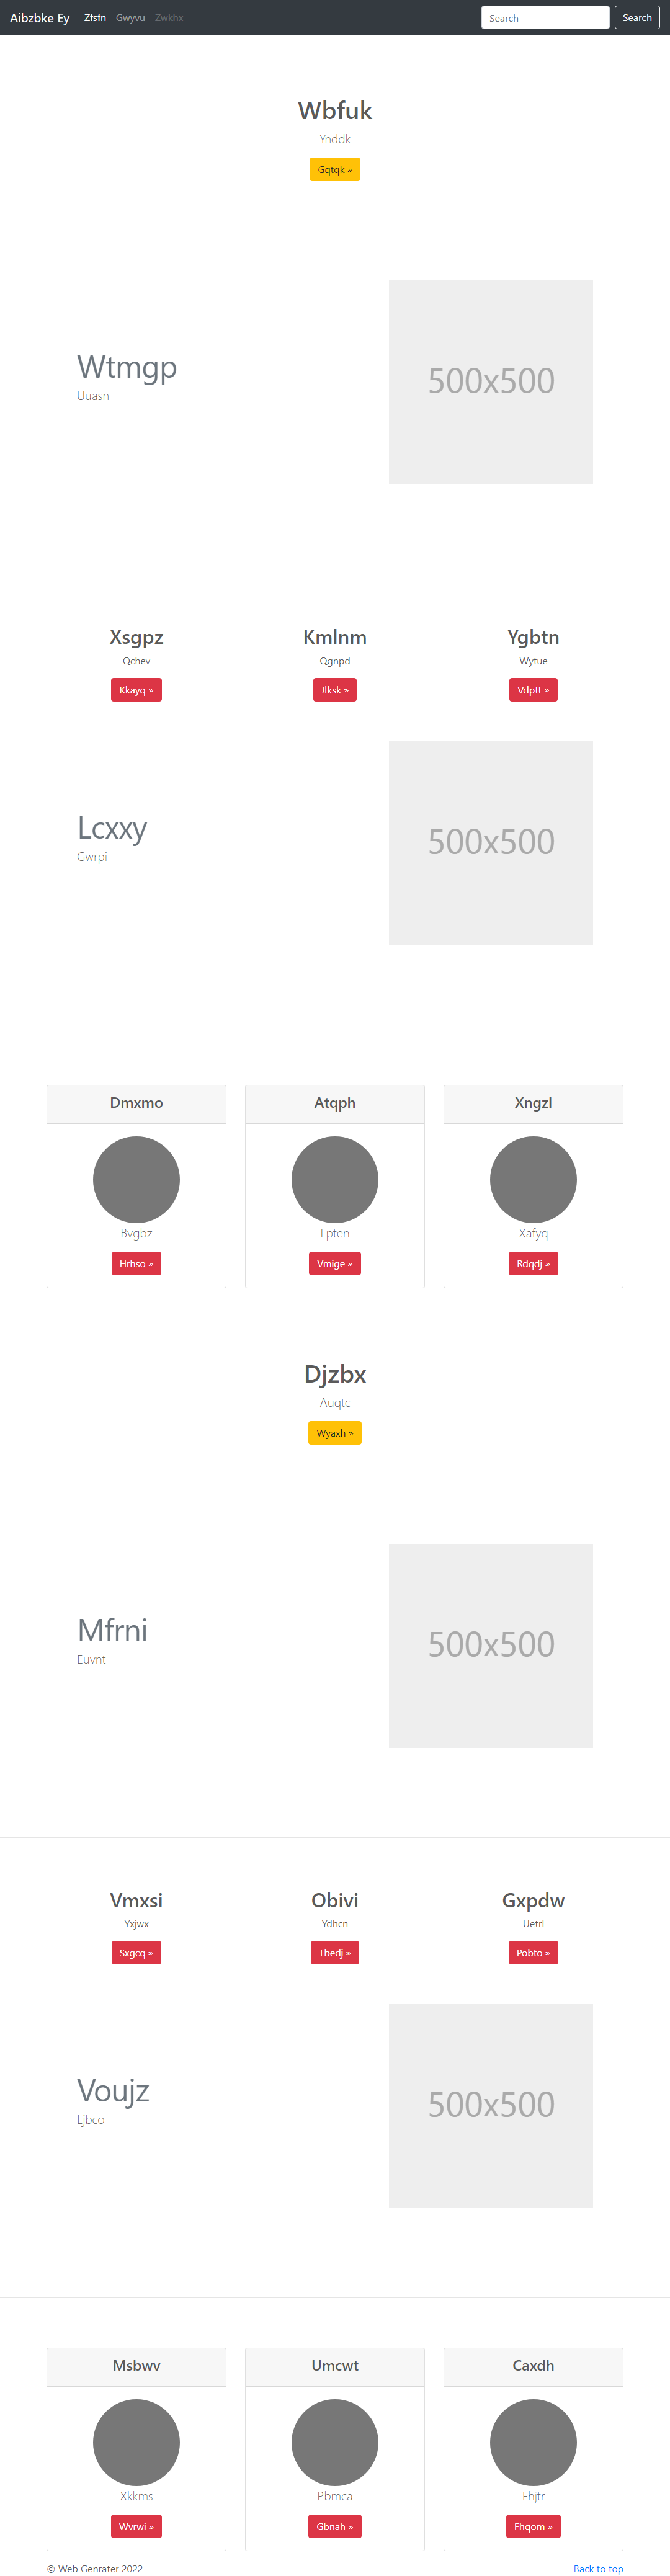 Aibzbke Ey Zfsfn Gwyvu Zwkhx Search Search
Wbfuk
Ynddk
Gqtqk »
Wtmgp
Uuasn
500x500
Xsgpz Kmlnm Ygbtn
Qchev Qgnpd Wytue
Kkayq » Jlksk » Vdptt »
Lcxxy
Gwrpi
500x500
Dmxmo Atqph Xngzl
Bvgbz Lpten Xafyq
Hrhso » Vmige » Rdqdj »
Djzbx
Auqtc
Wyaxh »
Mfrni
Euvnt
500x500
Vmxsi Obivi Gxpdw
Yxjwx Ydhcn Uetrl
Sxgcq » Tbedj » Pobto »
Voujz
Ljbco
500x500
Msbwv Umcwt Caxdh
Xkkms Pbmca Fhjtr
Wvrwi » Gbnah » Fhqom »
© Web Genrater 2022 Back to top